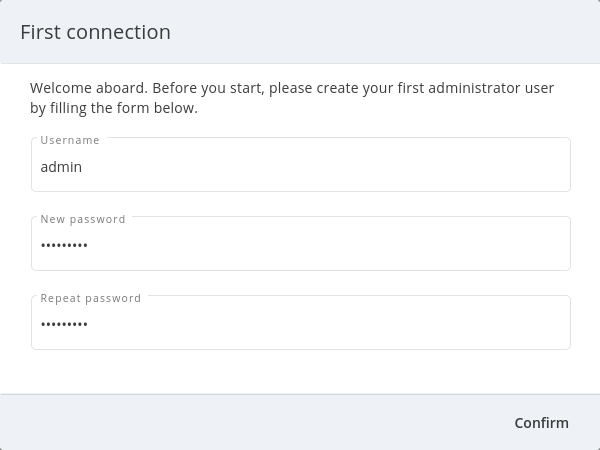 First connection
Welcome aboard. Before you start, please create your first administrator user
by filling the form below.
Username
admin
New password
•••••••••
Repeat password
•••••••••
Confirm